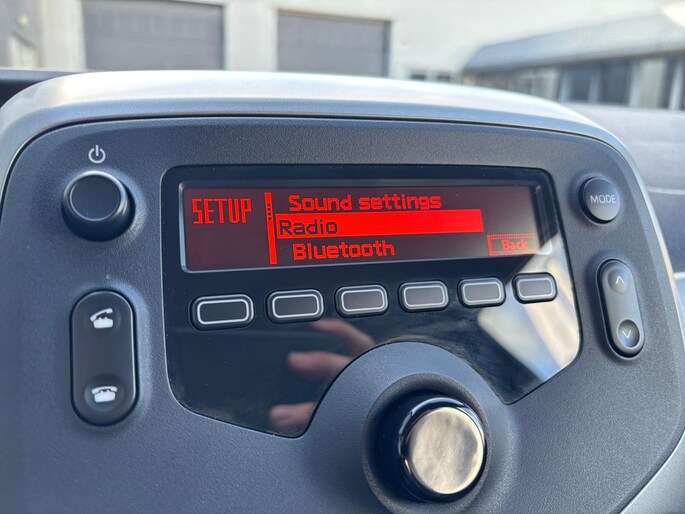 SETUP
Sound settings
Radio
Bluetooth
Back
MODE